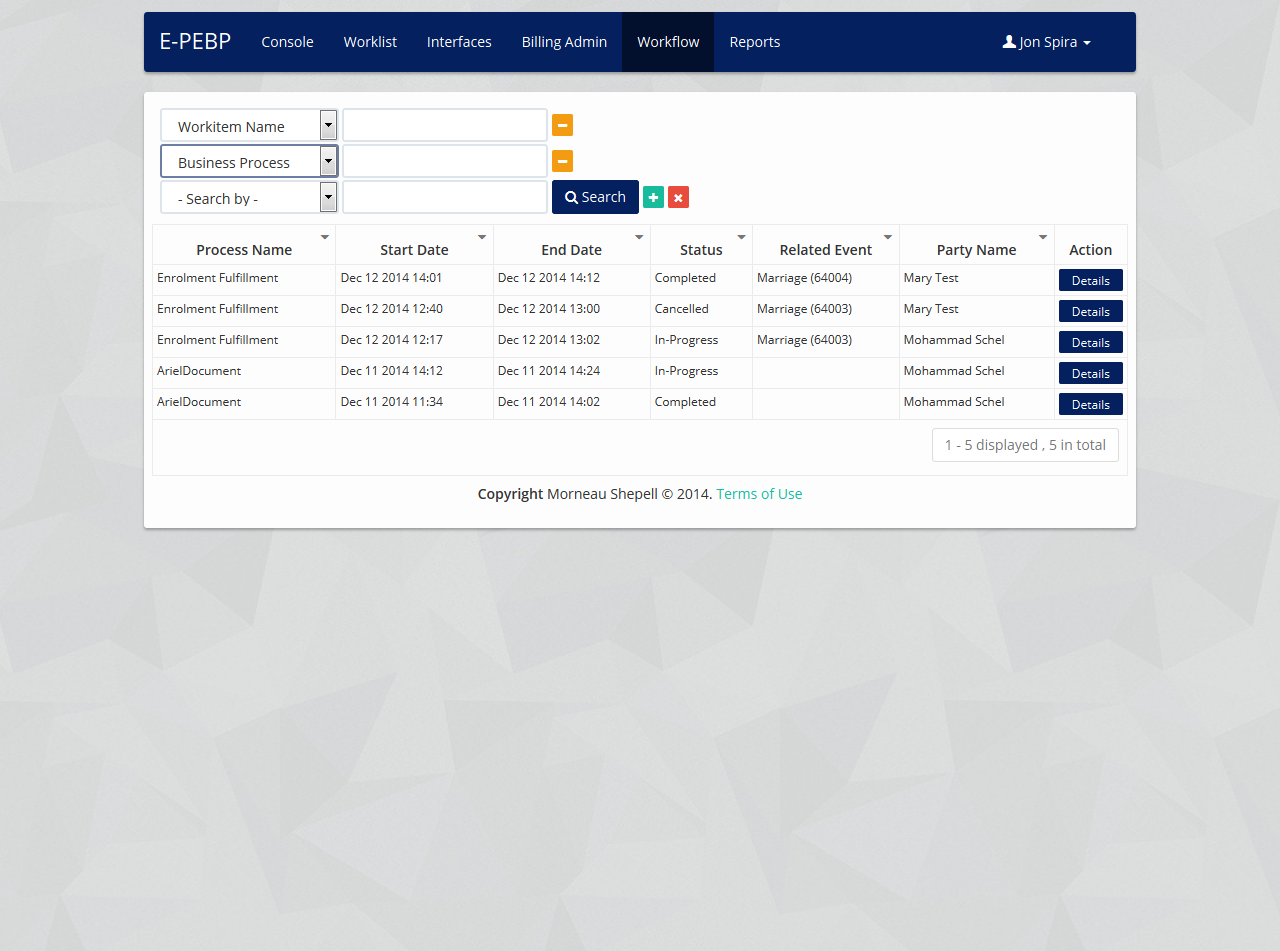 E-PEBP Console Worklist Interfaces Billing Admin Workflow Reports Jon Spira
Workitem Name
Business Process
- Search by - Search
Process Name Start Date End Date Status Related Event Party Name Action
Enrolment Fulfillment Dec 12 2014 14:01 Dec 12 2014 14:12 Completed Marriage (64004) Mary Test Details
Enrolment Fulfillment Dec 12 2014 12:40 Dec 12 2014 13:00 Cancelled Marriage (64003) Mary Test Details
Enrolment Fulfillment Dec 12 2014 12:17 Dec 12 2014 13:02 In-Progress Marriage (64003) Mohammad Schel Details
ArielDocument Dec 11 2014 14:12 Dec 11 2014 14:24 In-Progress Mohammad Schel Details
ArielDocument Dec 11 2014 11:34 Dec 11 2014 14:02 Completed Mohammad Schel Details
1 - 5 displayed , 5 in total
Copyright Morneau Shepell © 2014. Terms of Use